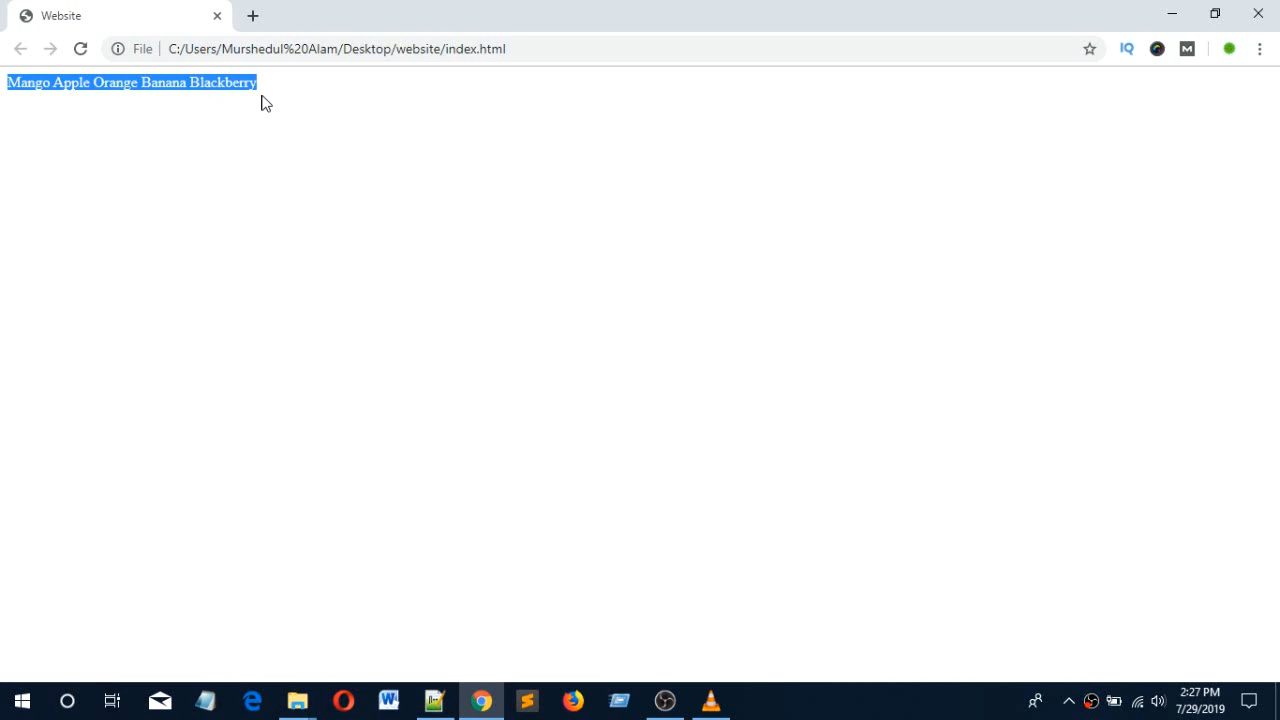 Website
File
C:/Users/Murshedul%20Alam/Desktop/website/index.html
IQ
M
Mango Apple Orange Banana Blackberry
2:27 PM
7/29/2019